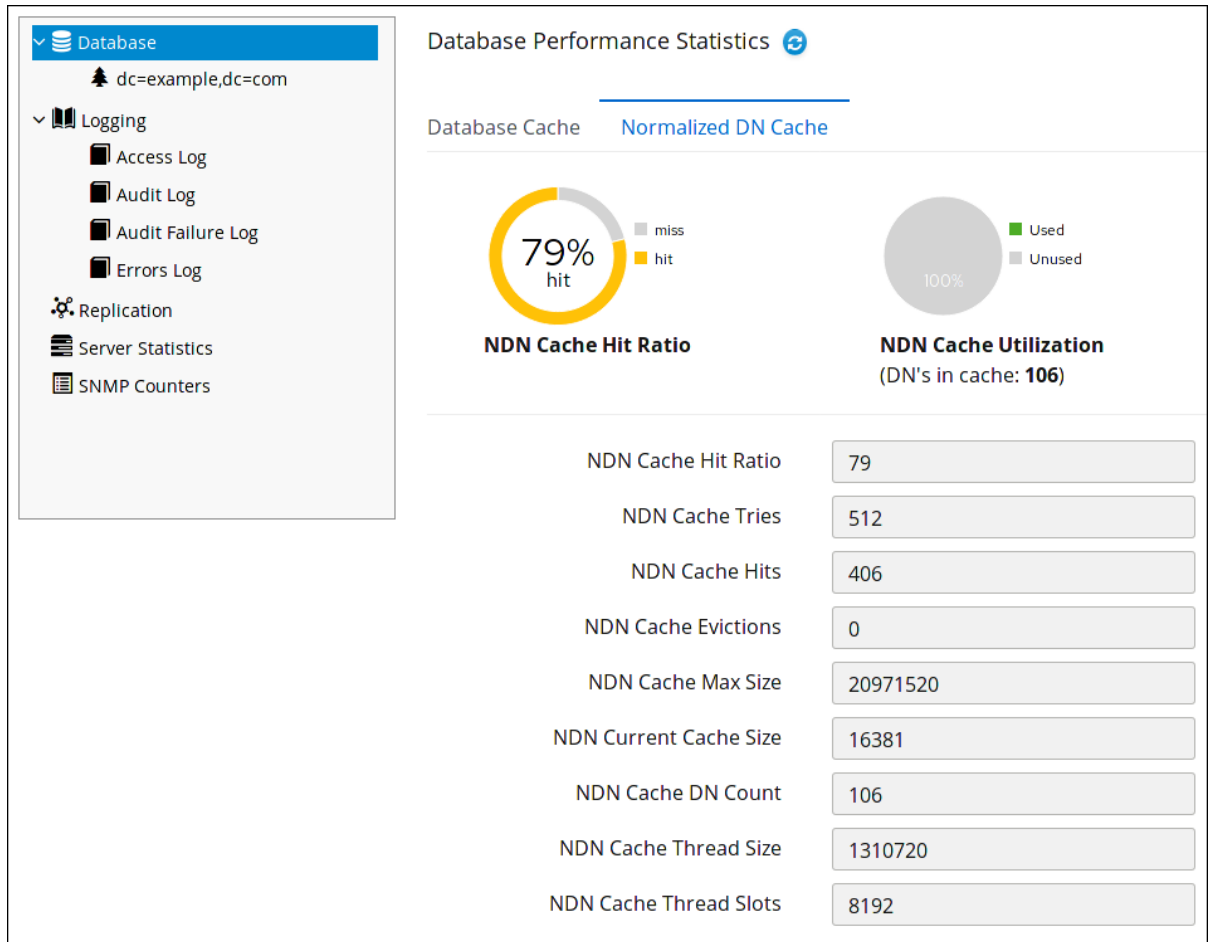 Database
dc=example,dc=com
Logging
Access Log
Audit Log
Audit Failure Log
Errors Log
Replication
Server Statistics
SNMP Counters
Database Performance Statistics
Database Cache
Normalized DN Cache
79%
hit
miss
hit
NDN Cache Hit Ratio
100%
Used
Unused
NDN Cache Utilization
(DN's in cache: 106)
NDN Cache Hit Ratio 79
NDN Cache Tries 512
NDN Cache Hits 406
NDN Cache Evictions 0
NDN Cache Max Size 20971520
NDN Current Cache Size 16381
NDN Cache DN Count 106
NDN Cache Thread Size 1310720
NDN Cache Thread Slots 8192